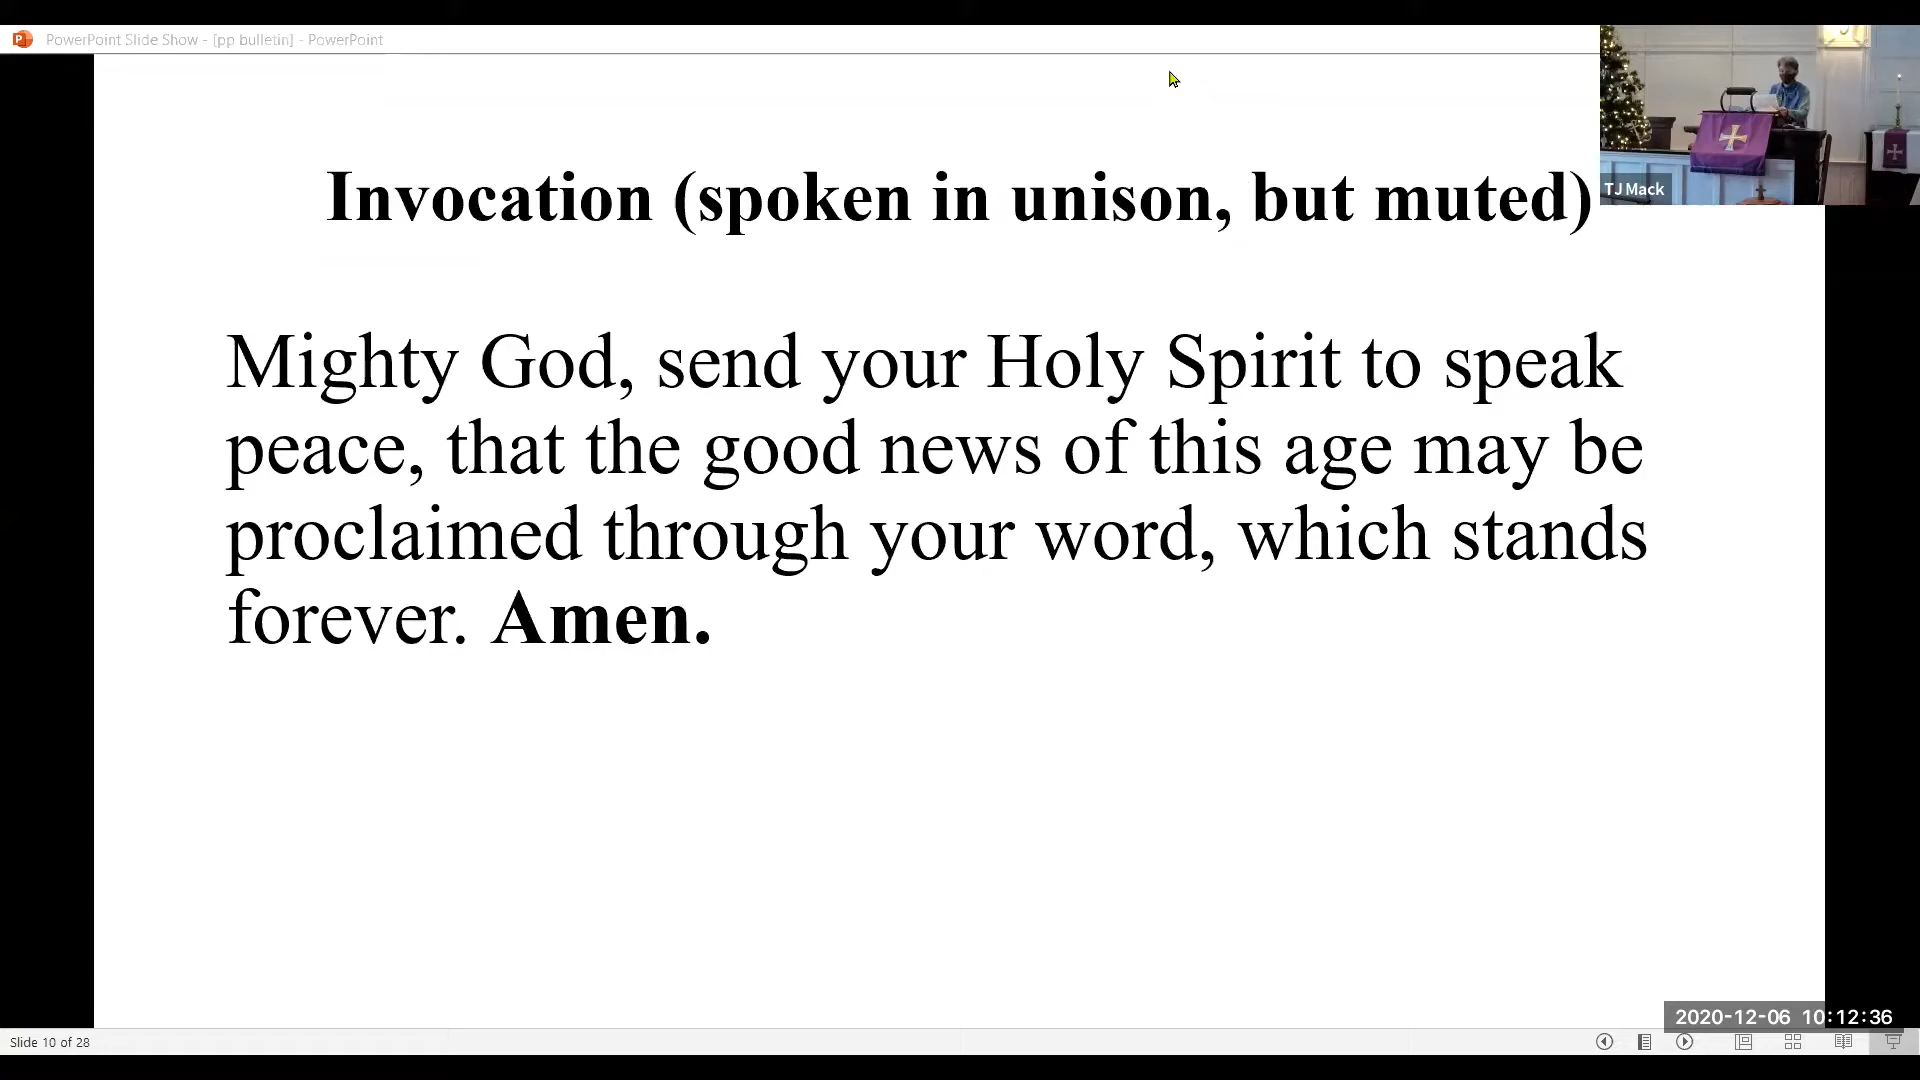 PowerPoint Slide Show - [pp bulletin] - PowerPoint
Invocation (spoken in unison, but muted)
TJ Mack
Mighty God, send your Holy Spirit to speak
peace, that the good news of this age may be
proclaimed through your word, which stands
forever. Amen.
2020-12-06 10:12:36
Slide 10 of 28